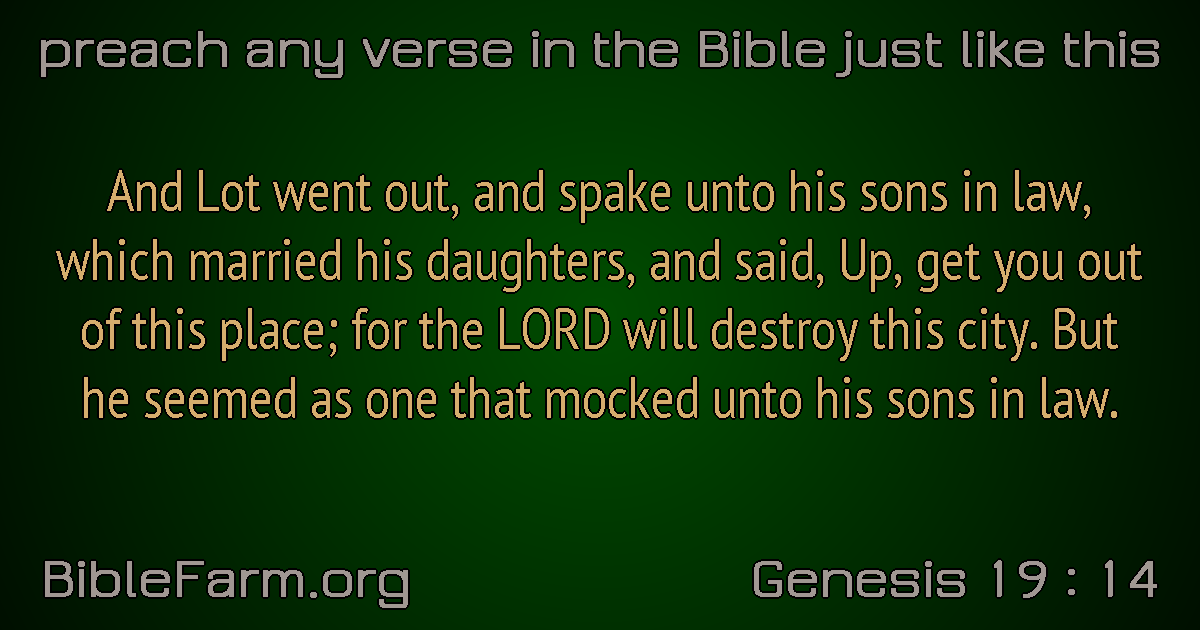 preach any verse in the Bible just like this
And Lot went out, and spake unto his sons in law,
which married his daughters, and said, Up, get you out
of this place; for the LORD will destroy this city. But
he seemed as one that mocked unto his sons in law.
BibleFarm.org
Genesis 19 : 14